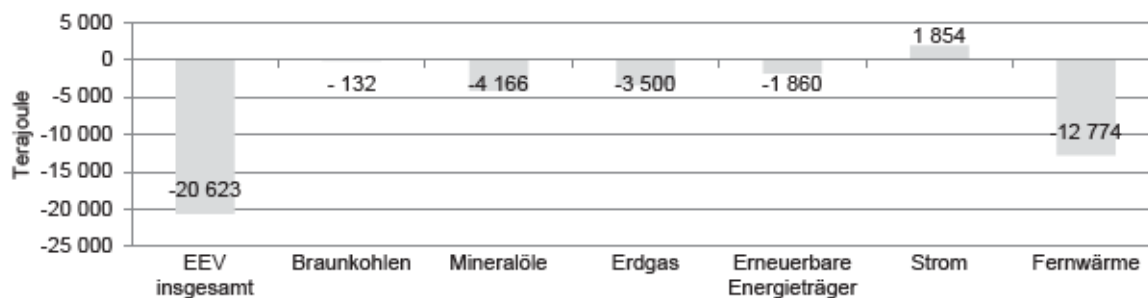 Terajoule
5 000
0
-5 000
-10 000
-15 000
-20 000
-25 000
1 854
- 132
-4 166
-3 500
-1 860
-12 774
-20 623
EEV
insgesamt
Braunkohlen
Mineralöle
Erdgas
Erneuerbare
Energieträger
Strom
Fernwärme